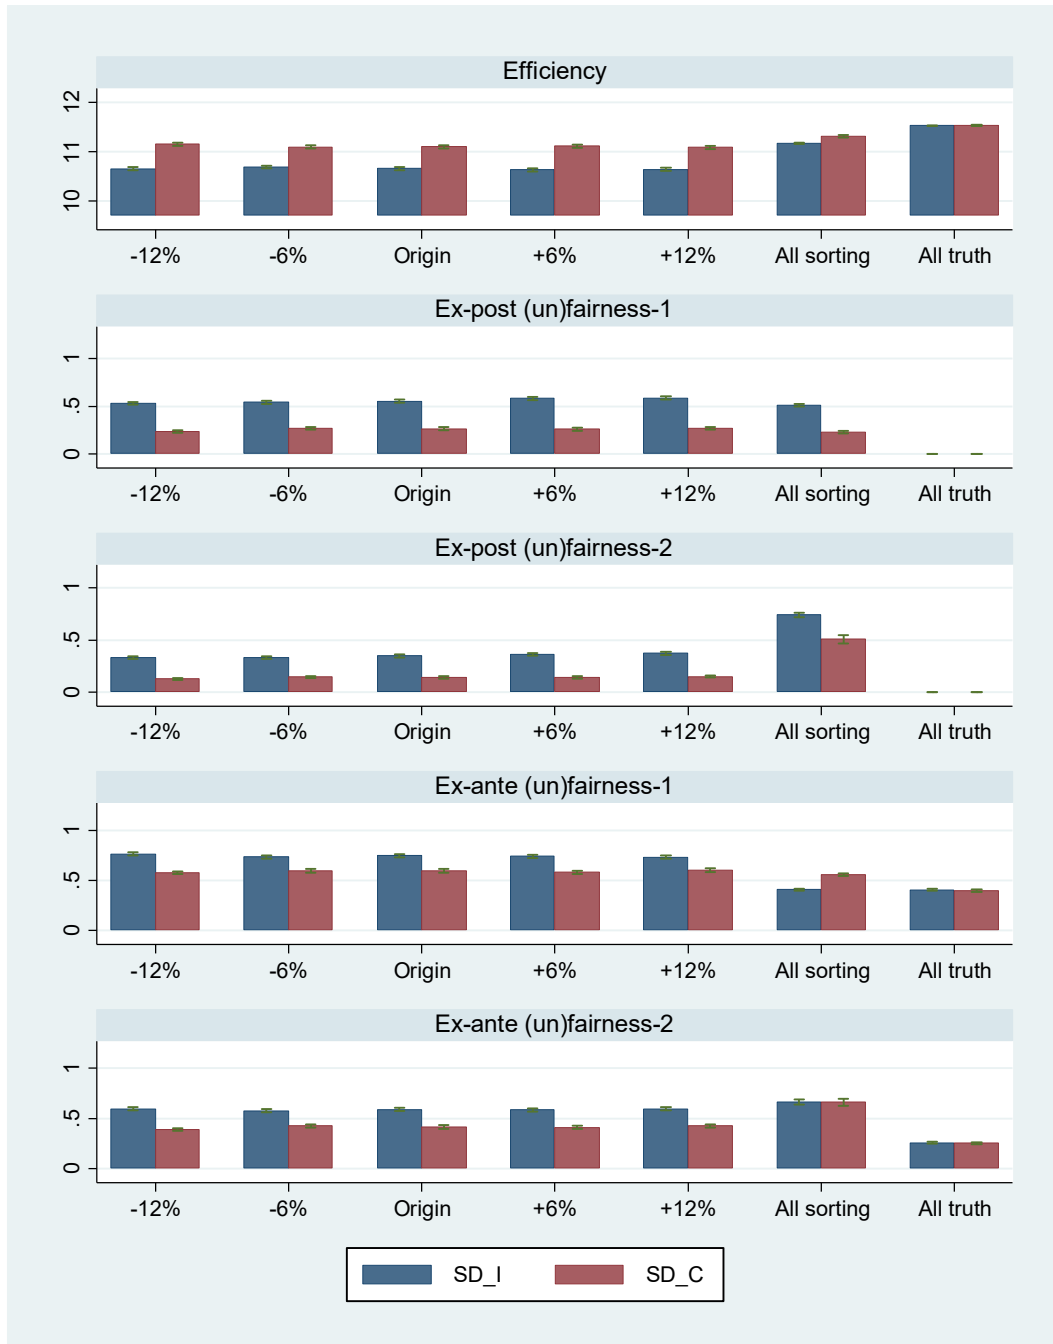 Efficiency
12
11
10
-12% -6% Origin +6% +12% All sorting All truth
Ex-post (un)fairness-1
1
.5
0
-12% -6% Origin +6% +12% All sorting All truth
Ex-post (un)fairness-2
1
.5
0
-12% -6% Origin +6% +12% All sorting All truth
Ex-ante (un)fairness-1
1
.5
0
-12% -6% Origin +6% +12% All sorting All truth
Ex-ante (un)fairness-2
1
.5
0
-12% -6% Origin +6% +12% All sorting All truth
SD_I SD_C